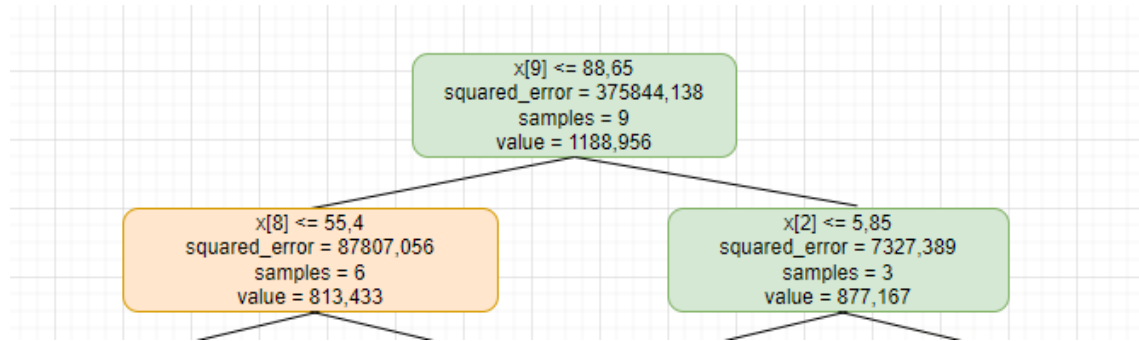 x[9] <= 88,65
squared_error = 375844,138
samples = 9
value = 1188,956
x[8] <= 55,4
squared_error = 87807,056
samples = 6
value = 813,433
x[2] <= 5,85
squared_error = 7327,389
samples = 3
value = 877,167